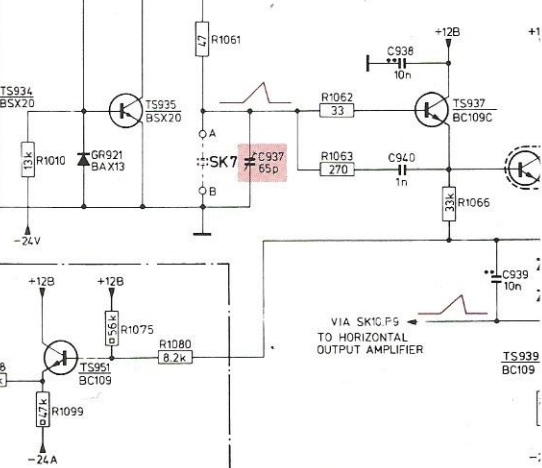 +12B
+1
C938
10n
47
R1061
TS934
BSX20
TS935
BSX20
R1062
33
TS937
BC109C
A
13k
R1010
GR921
BAX13
SK7
C937
65p
R1063
270
C940
1n
B
33k
R1066
-24V
+12B
+12B
C939
10n
56k
R1075
VIA SK10.P9
TO HORIZONTAL
OUTPUT AMPLIFIER
R1080
8.2k
TS951
BC109
TS939
BC109
8
k
47k
R1099
-24A